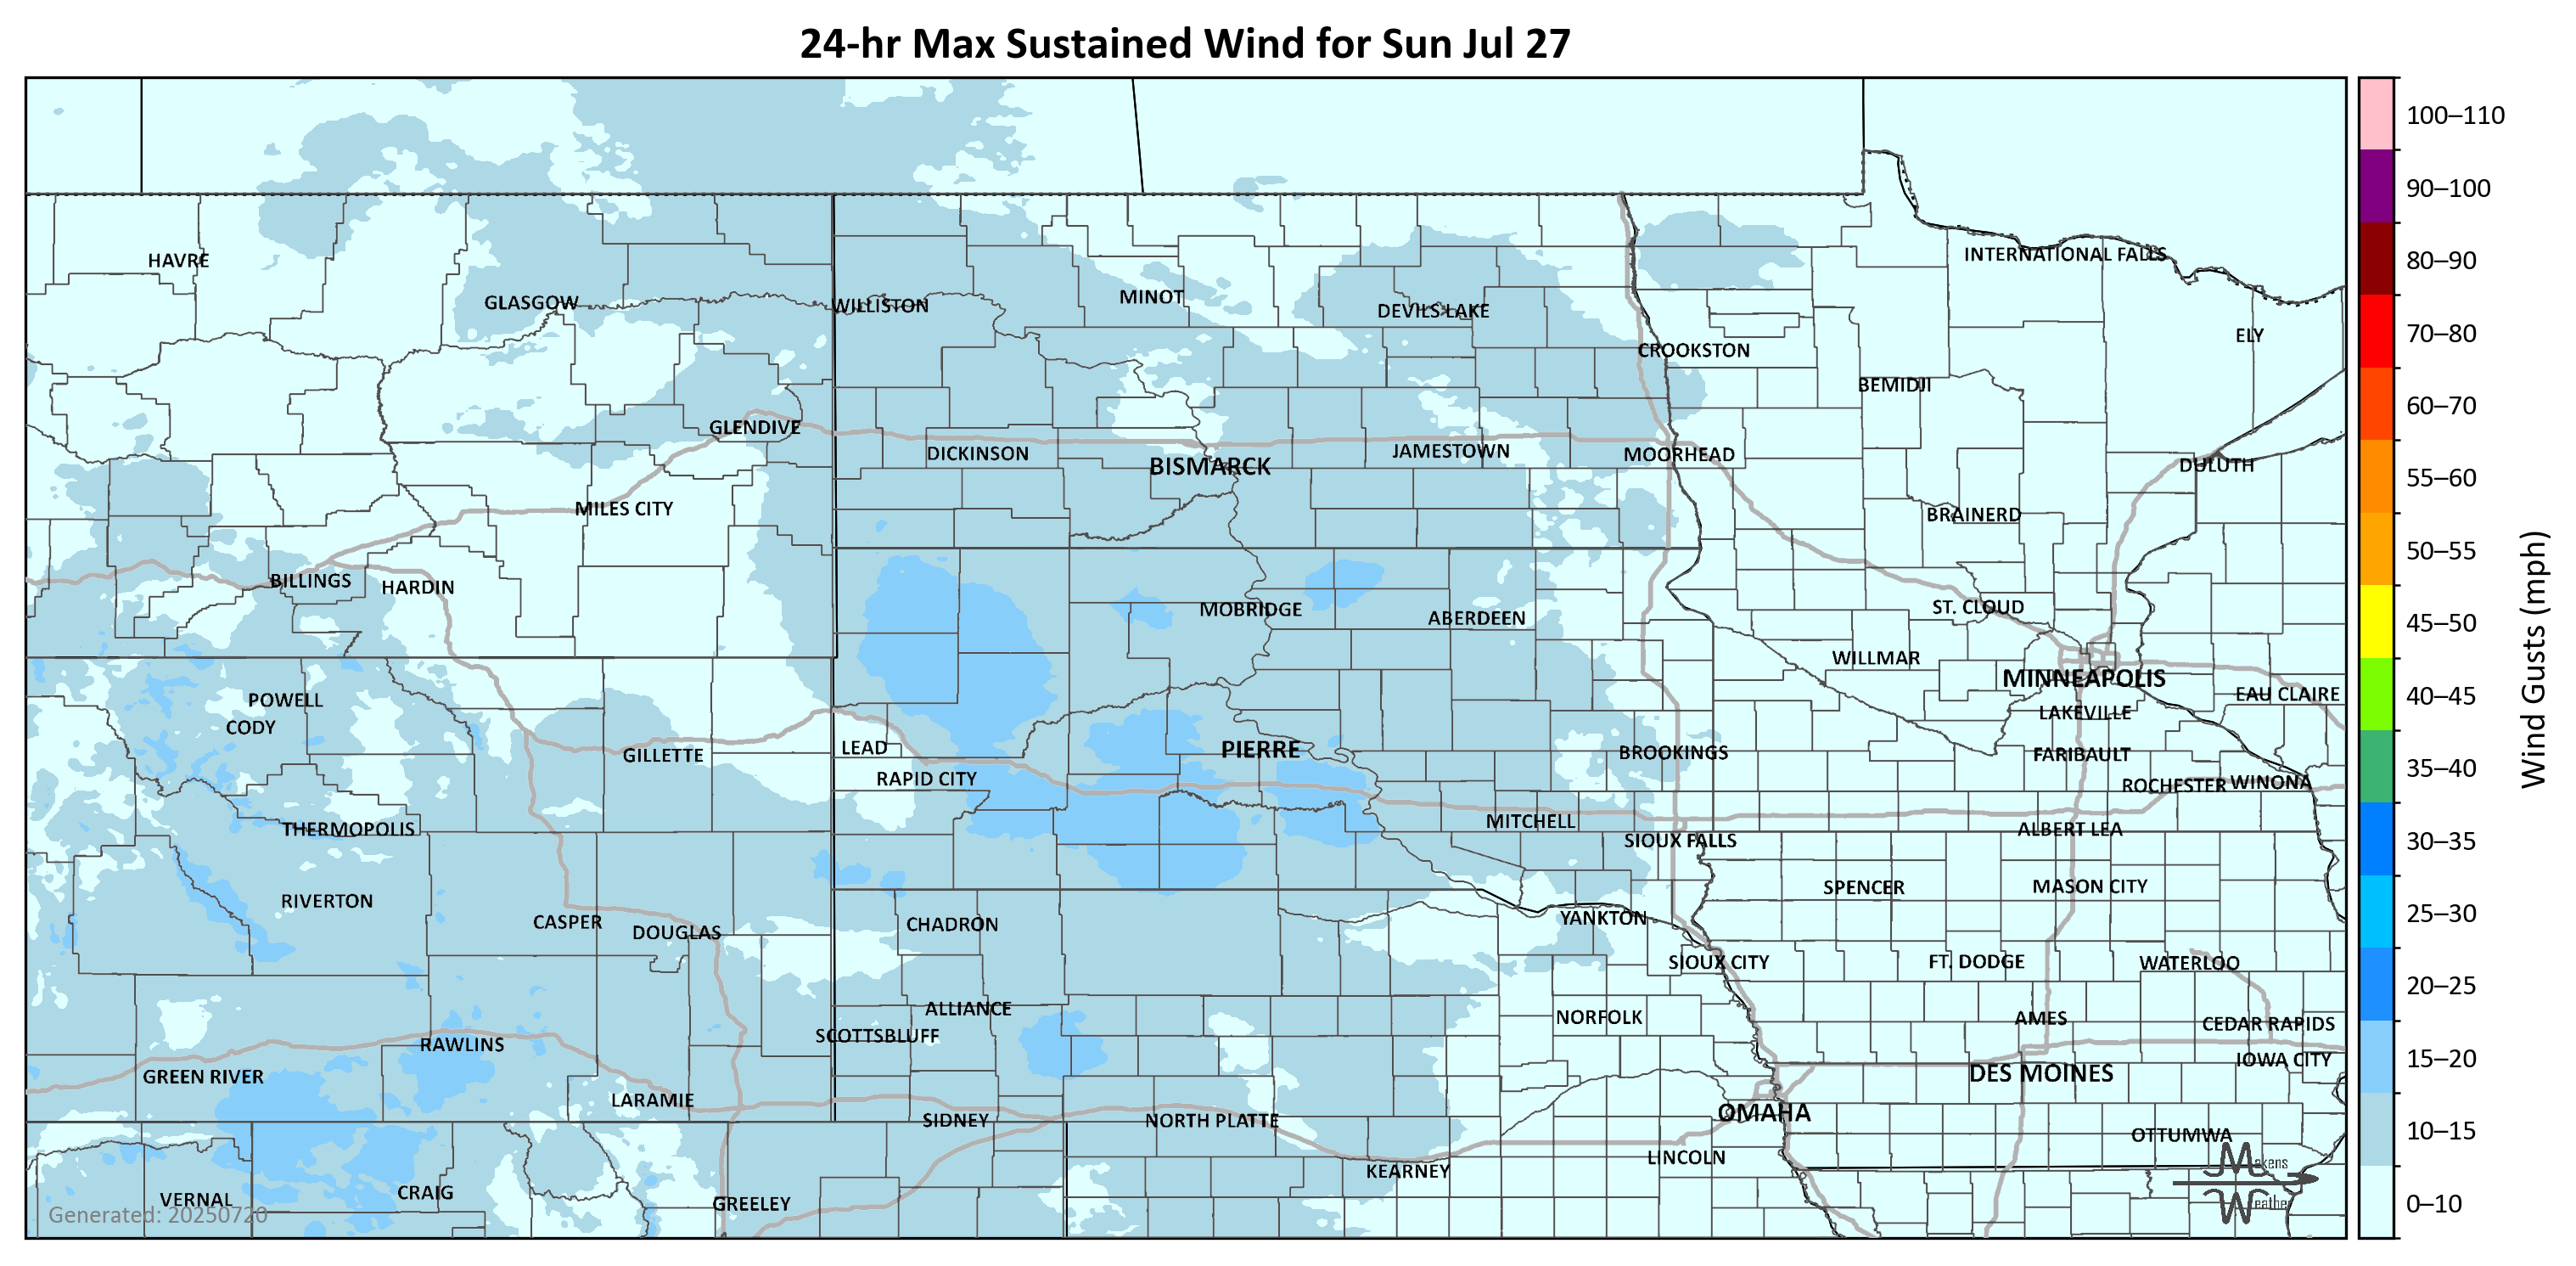 24-hr Max Sustained Wind for Sun Jul 27
100–110
90–100
80–90
70–80
60–70
55–60
50–55
45–50
40–45
35–40
30–35
25–30
20–25
15–20
10–15
0–10
Wind Gusts (mph)
HAVRE
INTERNATIONAL FALLS
GLASGOW
WILLISTON
MINOT
DEVILS LAKE
ELY
CROOKSTON
BEMIDJI
GLENDIVE
DICKINSON
BISMARCK
JAMESTOWN
MOORHEAD
DULUTH
MILES CITY
BRAINERD
BILLINGS
HARDIN
MOBRIDGE
ABERDEEN
ST. CLOUD
WILLMAR
MINNEAPOLIS
EAU CLAIRE
POWELL
CODY
LAKEVILLE
GILLETTE
LEAD
PIERRE
BROOKINGS
FARIBAULT
RAPID CITY
ROCHESTER
WINONA
THERMOPOLIS
MITCHELL
SIOUX FALLS
ALBERT LEA
RIVERTON
SPENCER
MASON CITY
CASPER
DOUGLAS
CHADRON
YANKTON
SIOUX CITY
FT. DODGE
WATERLOO
ALLIANCE
NORFOLK
AMES
CEDAR RAPIDS
SCOTTSBLUFF
RAWLINS
IOWA CITY
GREEN RIVER
DES MOINES
LARAMIE
SIDNEY
NORTH PLATTE
OMAHA
OTTUMWA
LINCOLN
KEARNEY
VERNAL
CRAIG
GREELEY
Generated: 20250720
Makens
Weather